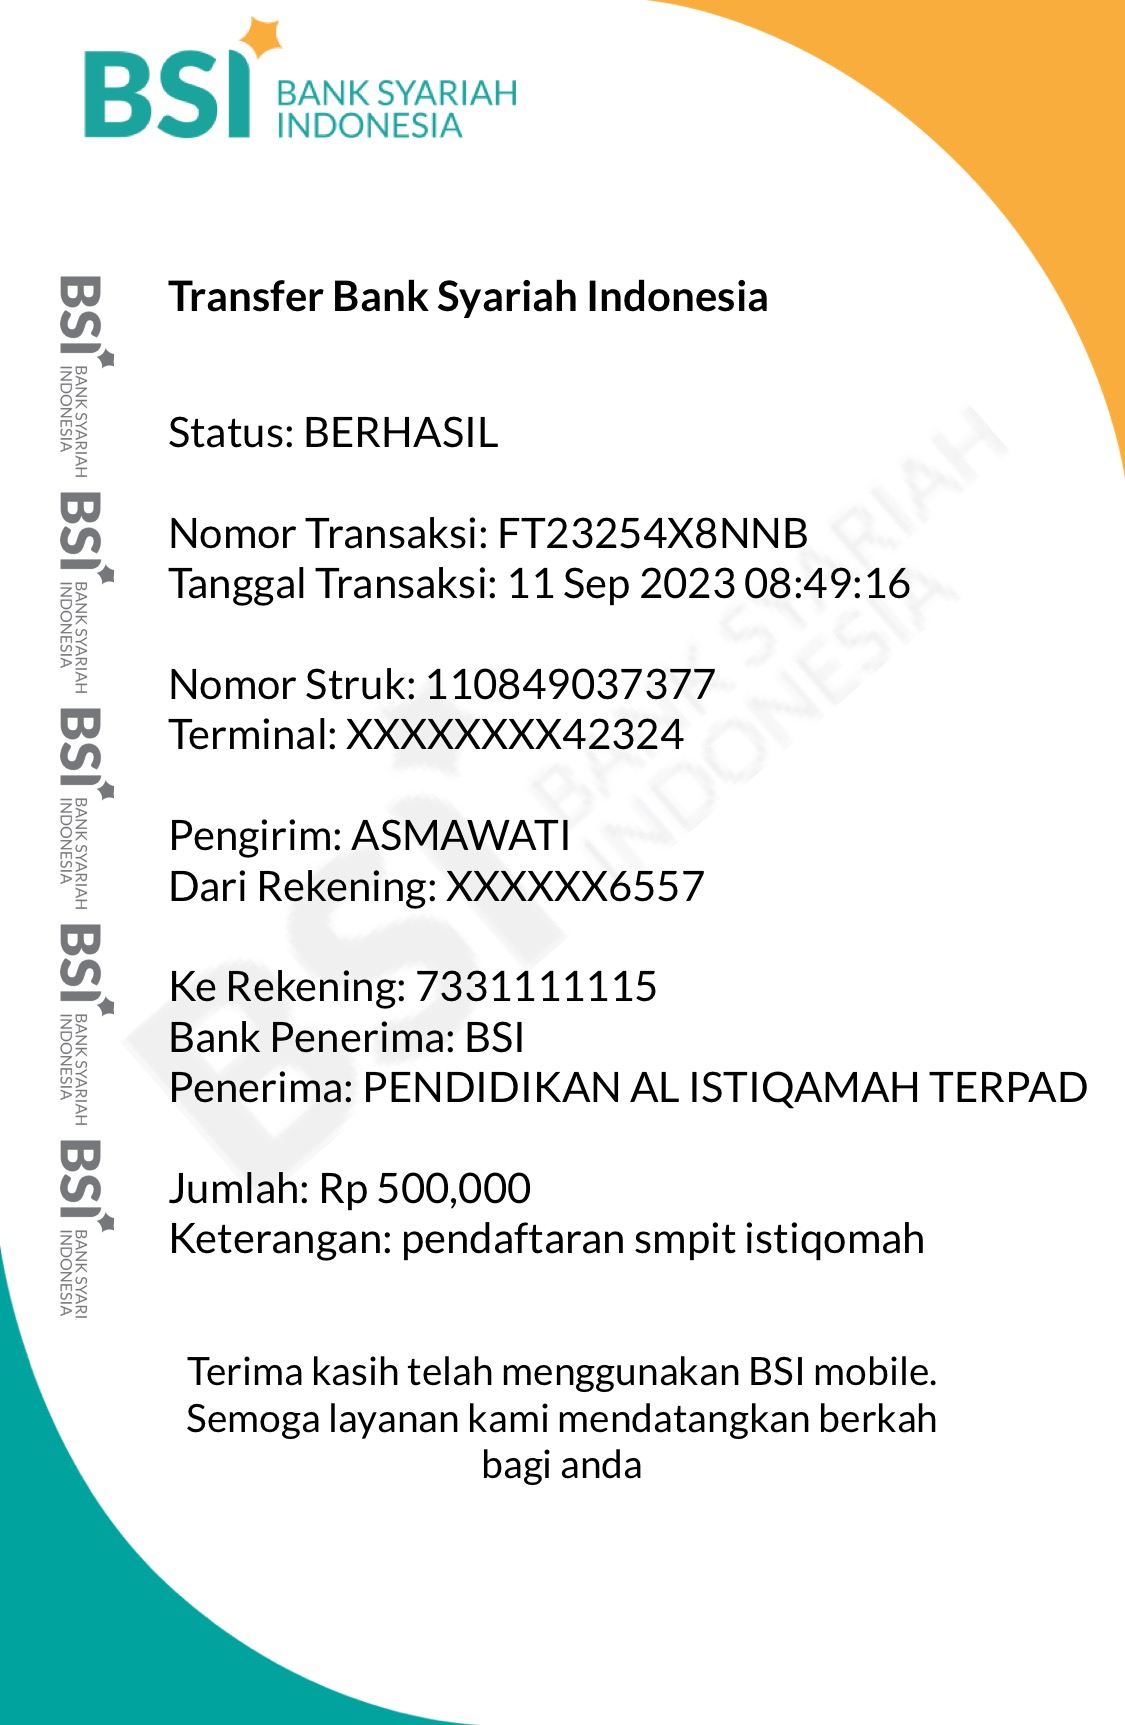 BSI BANK SYARIAH
INDONESIA
Transfer Bank Syariah Indonesia
Status: BERHASIL
Nomor Transaksi: FT23254X8NNB
Tanggal Transaksi: 11 Sep 2023 08:49:16
Nomor Struk: 110849037377
Terminal: XXXXXXXX42324
Pengirim: ASMAWATI
Dari Rekening: XXXXXX6557
Ke Rekening: 7331111115
Bank Penerima: BSI
Penerima: PENDIDIKAN AL ISTIQAMAH TERPAD
Jumlah: Rp 500,000
Keterangan: pendaftaran smpit istiqomah
Terima kasih telah menggunakan BSI mobile.
Semoga layanan kami mendatangkan berkah
bagi anda
BSI BANK SYARIAH
INDONESIA
BSI BANK SYARIAH
INDONESIA
BSI BANK SYARIAH
INDONESIA
BSI BANK SYARIAH
INDONESIA
BSI BANK SYARI
INDONESIA
BSI BANK SYARIAH
INDONESIA